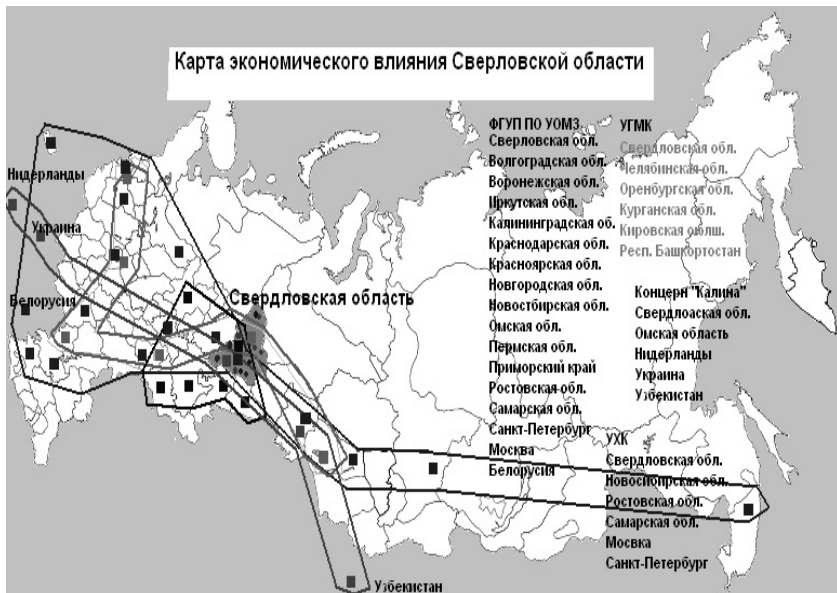 Карта экономического влияния Сверловской области
Нидерланды
Украина
Белорусия
Свердловская область
Узбекистан
ФГУП ПО УОМЗ
Сверловская обл.
Волгоградская обл.
Воронежская обл.
Иркутская обл.
Калининградская об.
Краснодарская обл.
Красноярская обл.
Новгородская обл.
Новостбирская обл.
Омская обл.
Пермская обл.
Приморский край
Ростовская обл.
Самарская обл.
Санкт-Петербург
Москва
Белорусия
УГМК
Свердловская обл.
Челябинская обл.
Оренбургская обл.
Курганская обл.
Кировская
Респ. Башкортостан
Концерн "Калина"
Свердлоаская обл.
Омская область
Нидерланды
Украина
Узбекистан
УХК
Свердловская обл.
Новосибирская обл.
Ростовская обл.
Самарская обл.
Мосвка
Санкт-Петербург